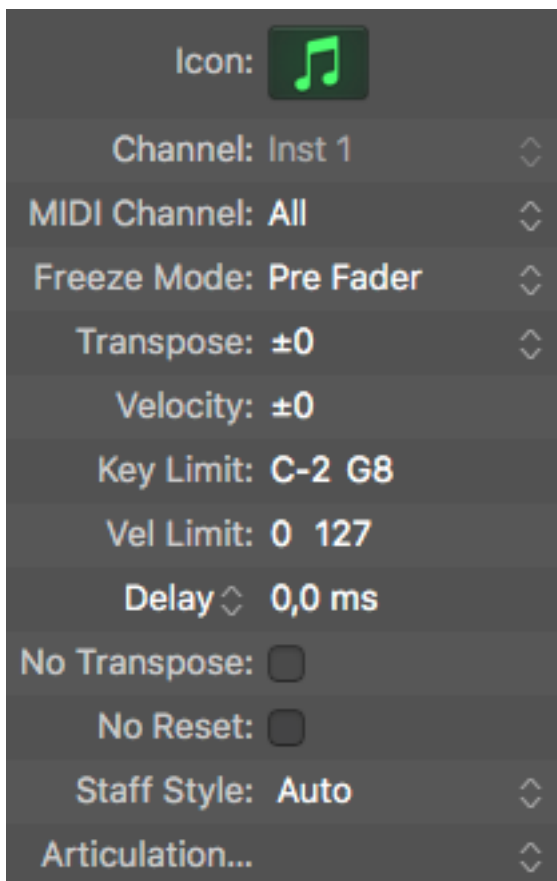 Icon:
Channel: Inst 1
MIDI Channel: All
Freeze Mode: Pre Fader
Transpose: ±0
Velocity: ±0
Key Limit: C-2 G8
Vel Limit: 0 127
Delay 0,0 ms
No Transpose:
No Reset:
Staff Style: Auto
Articulation...